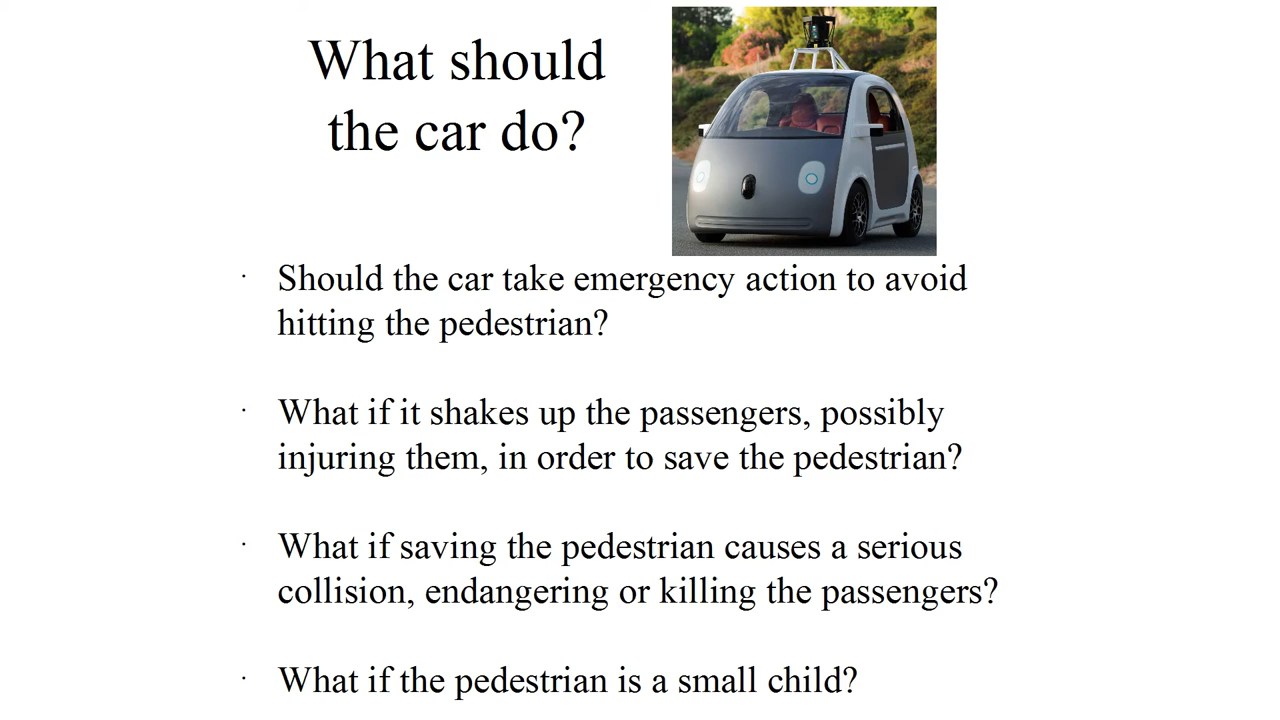 What should
the car do?
· Should the car take emergency action to avoid
hitting the pedestrian?
· What if it shakes up the passengers, possibly
injuring them, in order to save the pedestrian?
· What if saving the pedestrian causes a serious
collision, endangering or killing the passengers?
· What if the pedestrian is a small child?